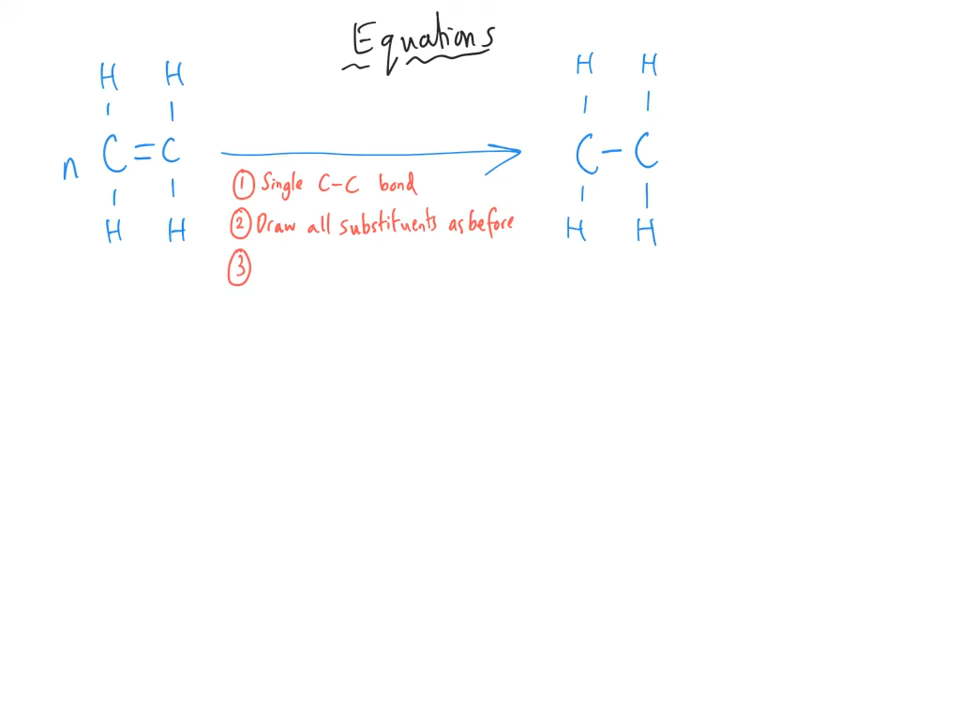 Equations
H H H H
n C=C C-C
① Single C-C bond
H H H H
② Draw all substituents as before
③